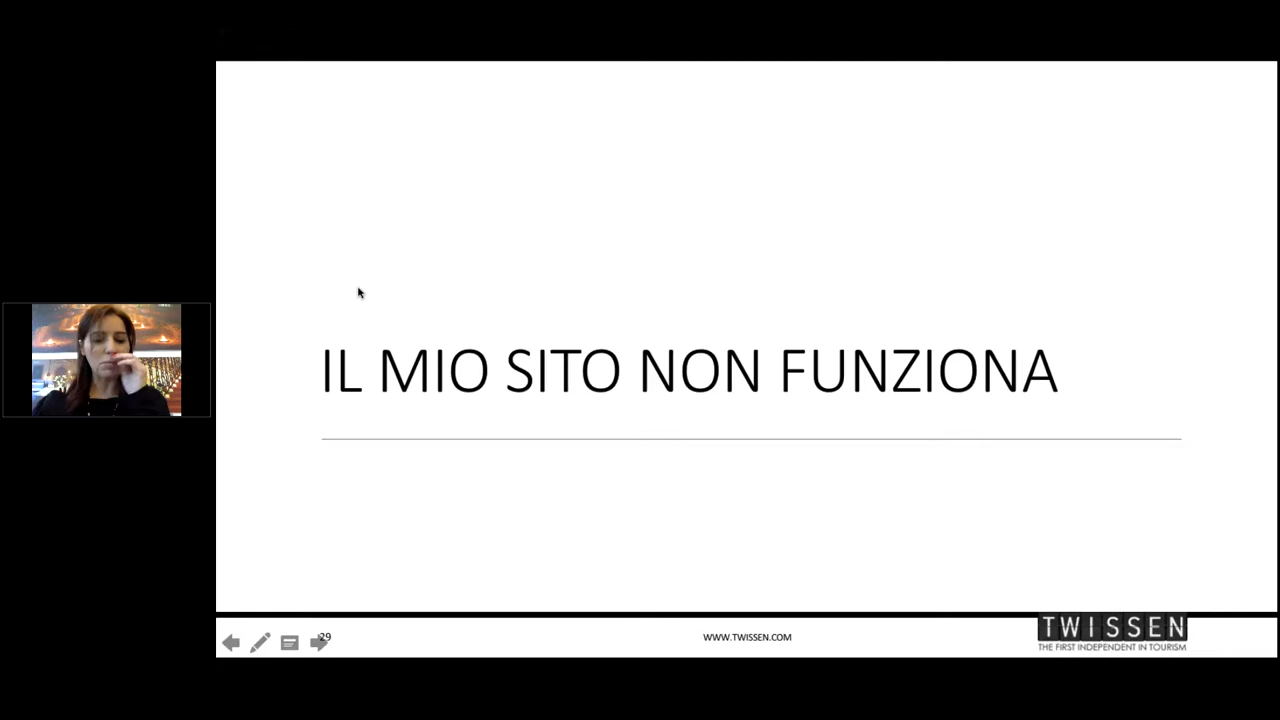 IL MIO SITO NON FUNZIONA
29
WWW.TWISSEN.COM
TWISSEN
THE FIRST INDEPENDENT IN TOURISM